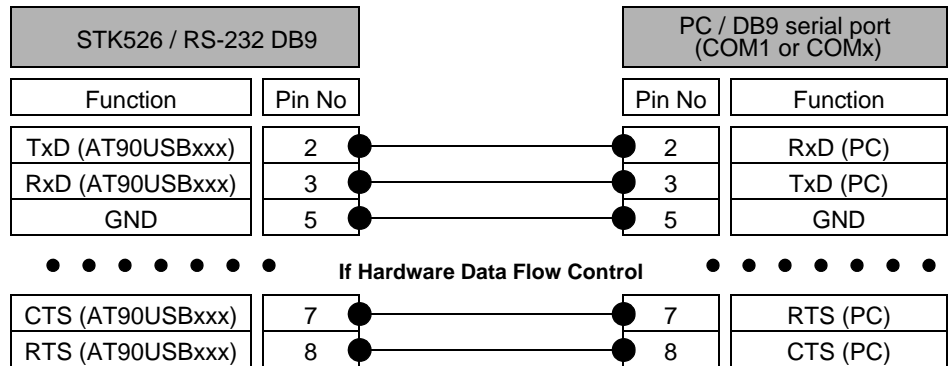 STK526 / RS-232 DB9
PC / DB9 serial port
(COM1 or COMx)
Function Pin No Pin No Function
TxD (AT90USBxxx) 2 2 RxD (PC)
RxD (AT90USBxxx) 3 3 TxD (PC)
GND 5 5 GND
If Hardware Data Flow Control
CTS (AT90USBxxx) 7 7 RTS (PC)
RTS (AT90USBxxx) 8 8 CTS (PC)